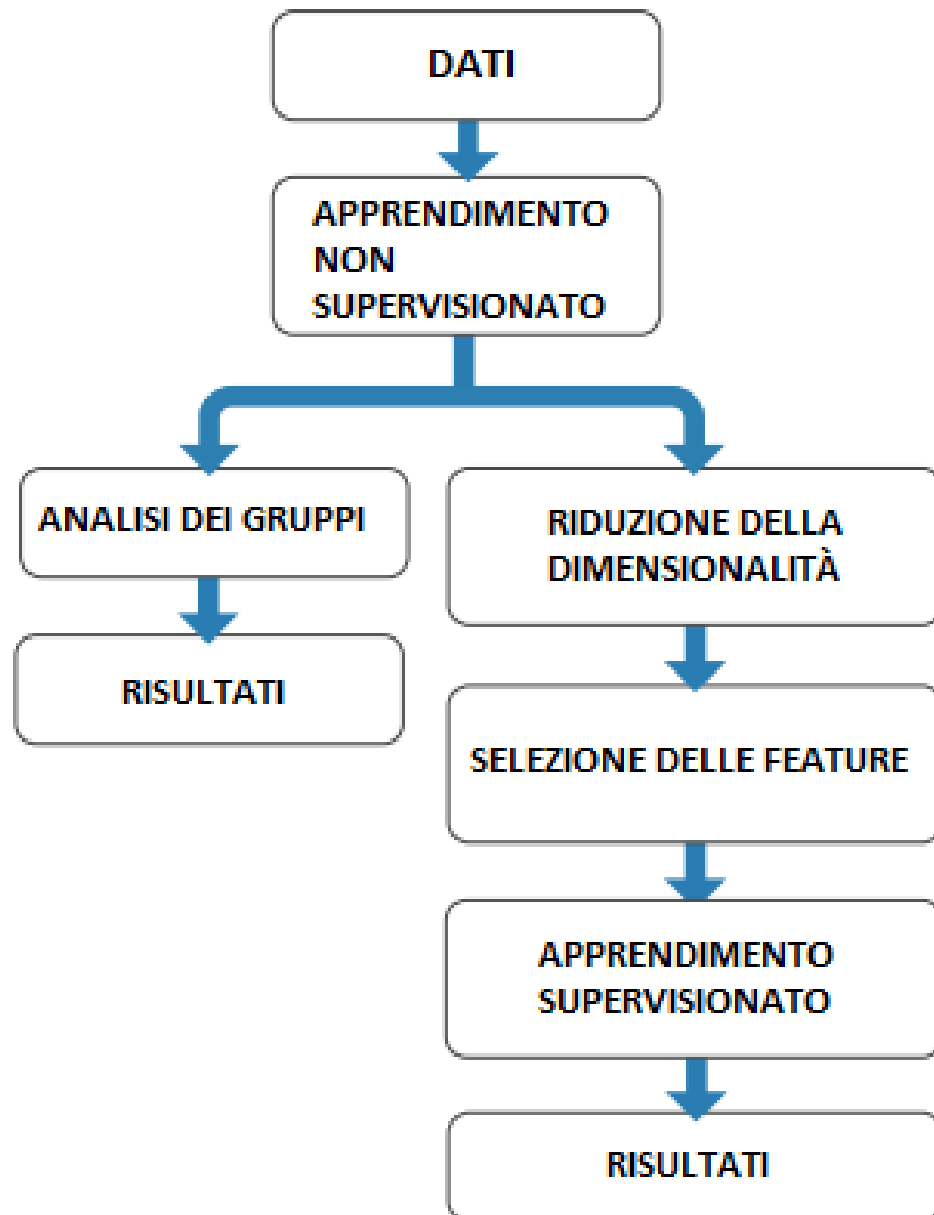 DATI
APPRENDIMENTO
NON
SUPERVISIONATO
ANALISI DEI GRUPPI
RISULTATI
RIDUZIONE DELLA
DIMENSIONALITÀ
SELEZIONE DELLE FEATURE
APPRENDIMENTO
SUPERVISIONATO
RISULTATI